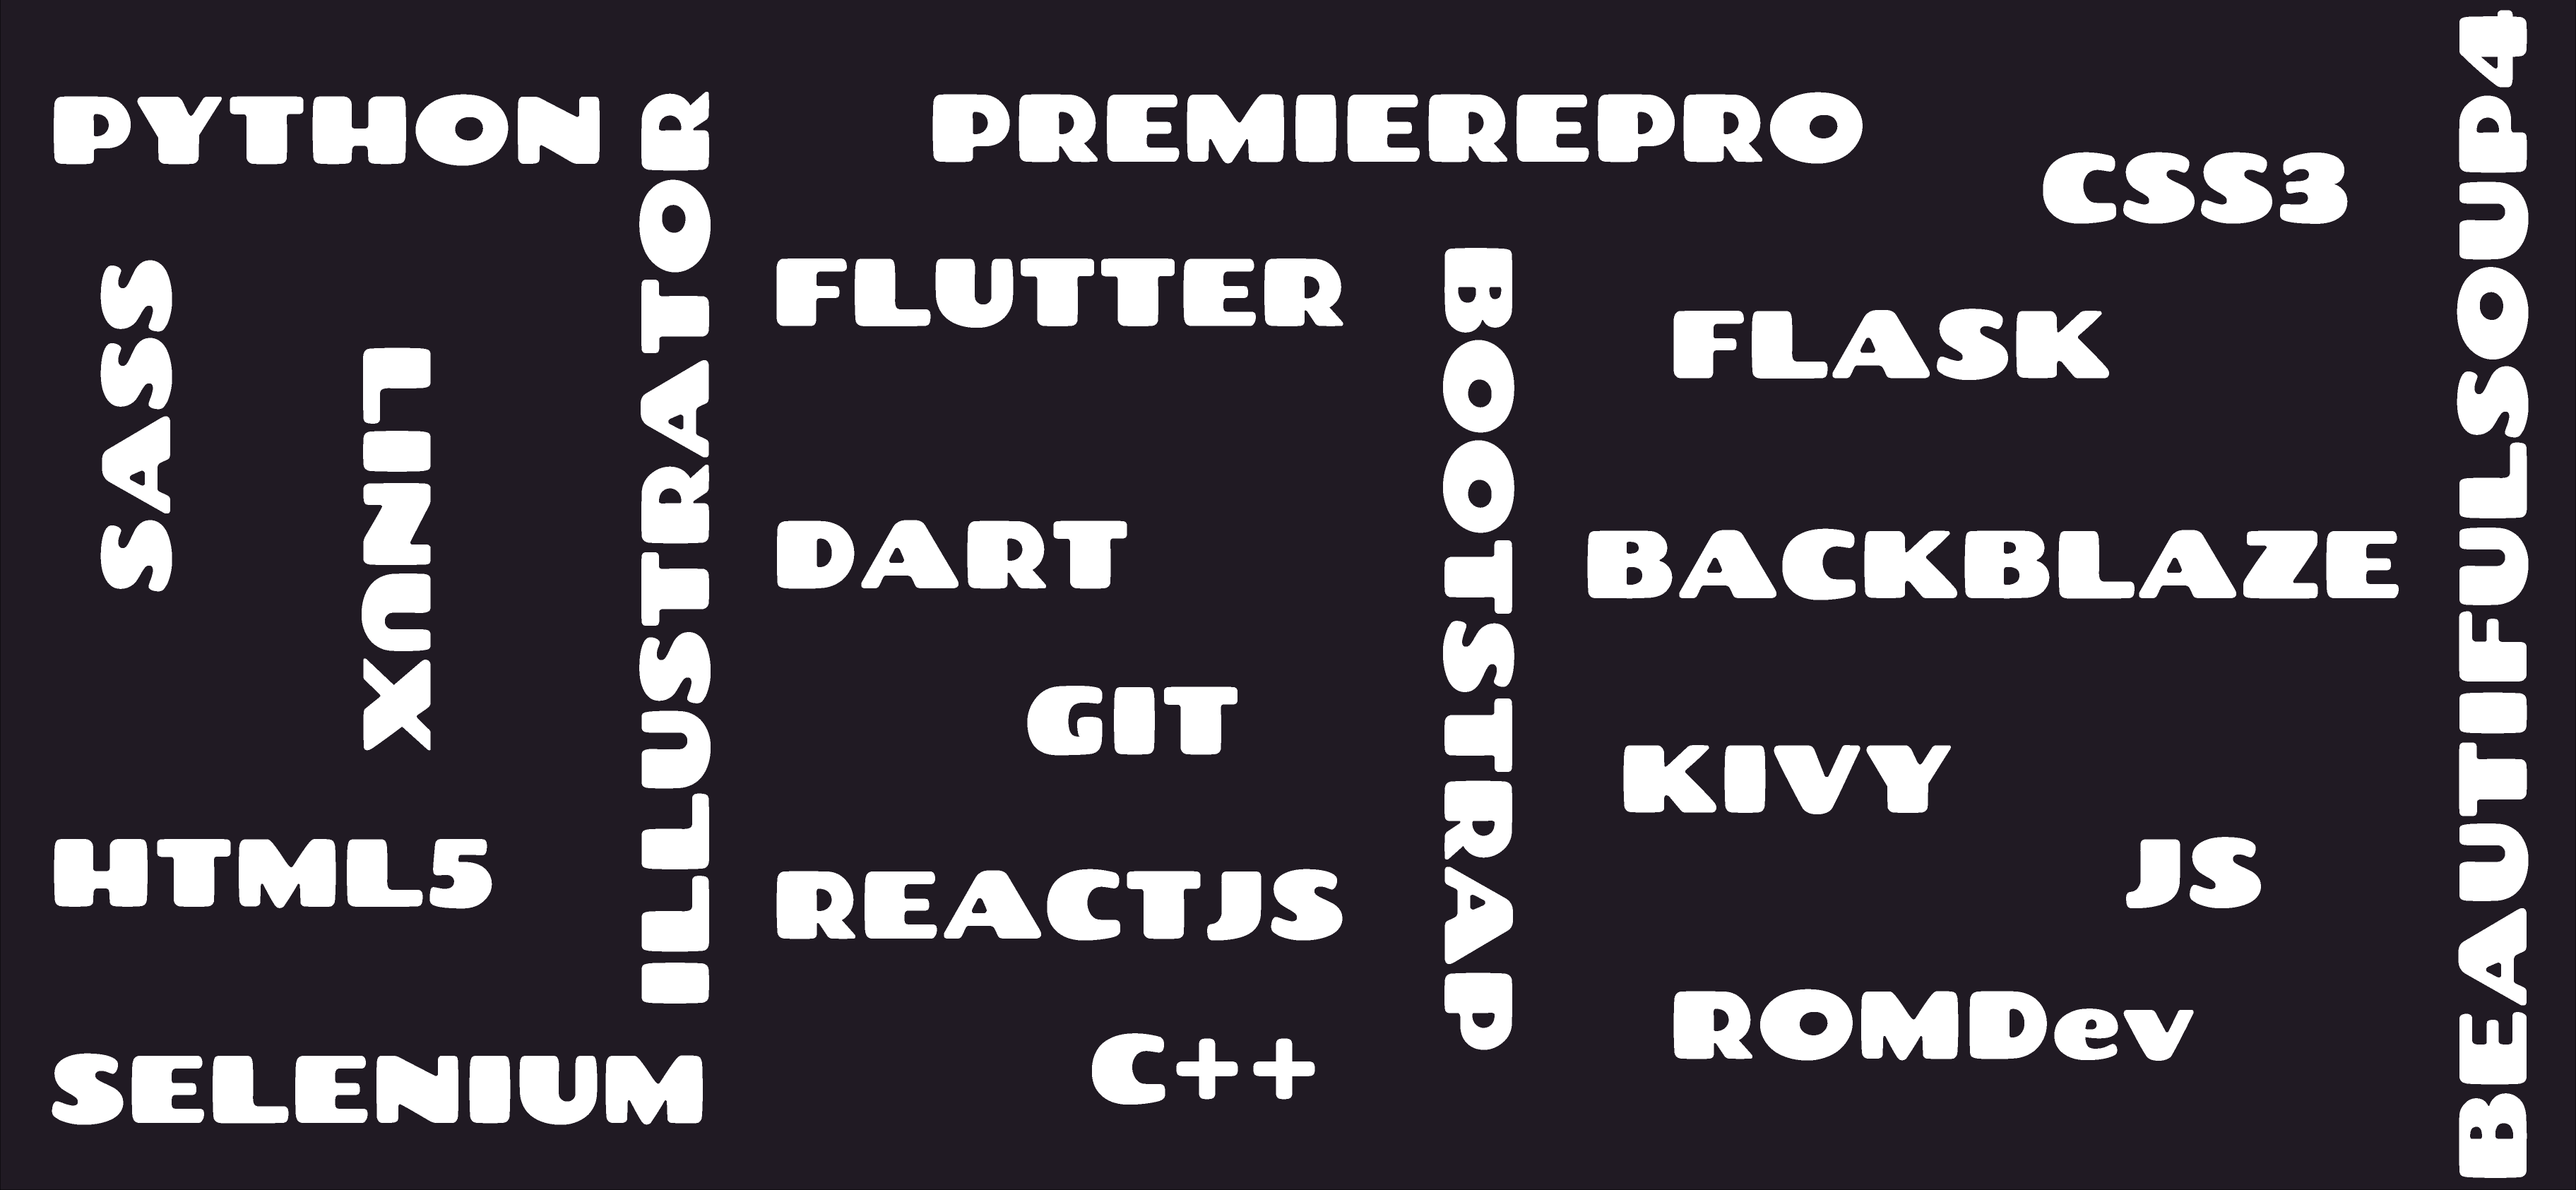 PYTHON
SASS
LINUX
HTML5
SELENIUM
ILLUSTRATOR
PREMIEREPRO
FLUTTER
DART
GIT
REACTJS
C++
BOOTSTRAP
CSS3
FLASK
BACKBLAZE
KIVY
JS
ROMDev
BEAUTIFULSOUP4